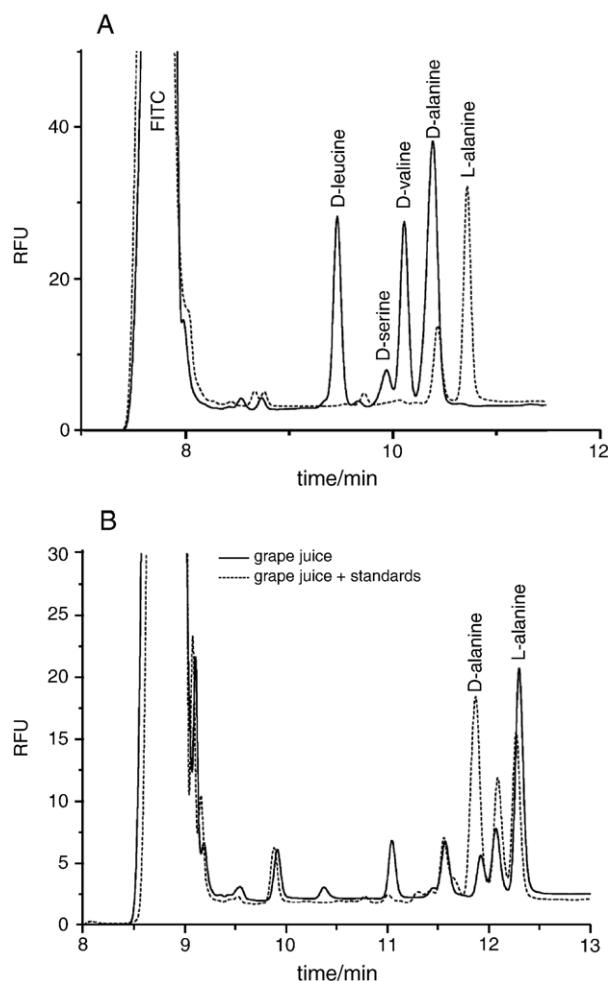 A
RFU
40
20
0
FITC
D-leucine
D-serine
D-valine
D-alanine
L-alanine
8
10
12
time/min
B
grape juice
grape juice + standards
RFU
30
25
20
15
10
5
0
D-alanine
L-alanine
8
9
10
11
12
13
time/min